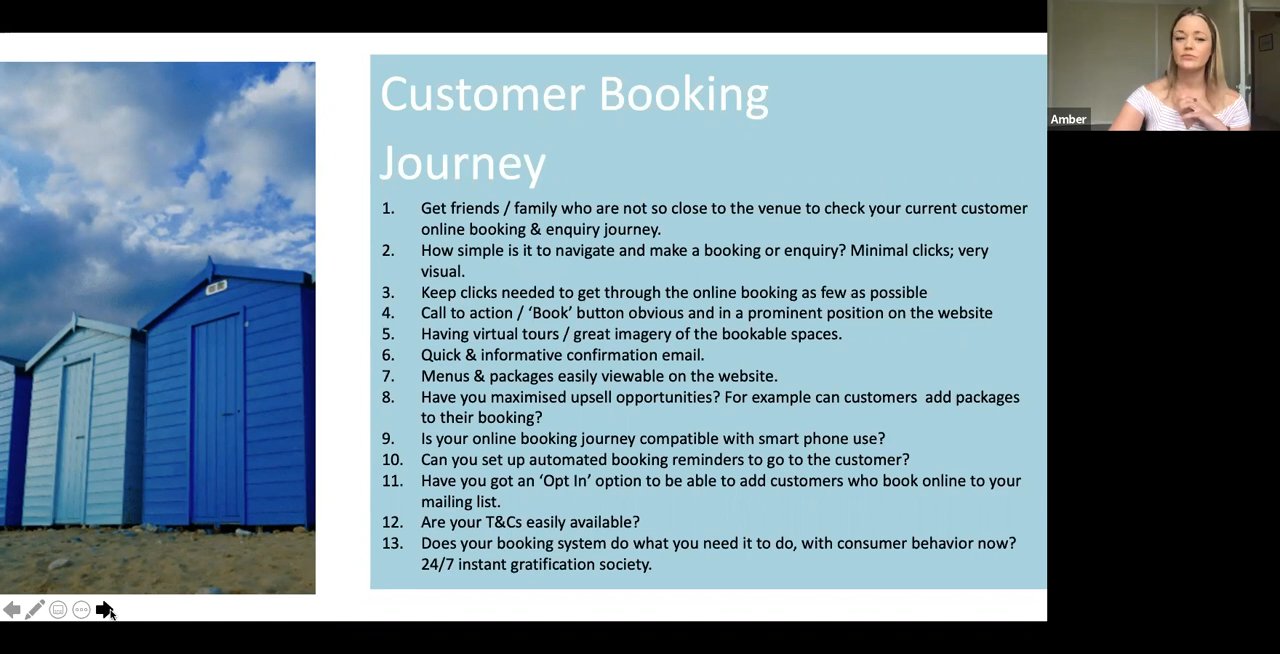 Customer Booking
Journey
1. Get friends / family who are not so close to the venue to check your current customer
online booking & enquiry journey.
2. How simple is it to navigate and make a booking or enquiry? Minimal clicks; very
visual.
3. Keep clicks needed to get through the online booking as few as possible
4. Call to action / ‘Book’ button obvious and in a prominent position on the website
5. Having virtual tours / great imagery of the bookable spaces.
6. Quick & informative confirmation email.
7. Menus & packages easily viewable on the website.
8. Have you maximised upsell opportunities? For example can customers  add packages
to their booking?
9. Is your online booking journey compatible with smart phone use?
10. Can you set up automated booking reminders to go to the customer?
11. Have you got an ‘Opt In’ option to be able to add customers who book online to your
mailing list.
12. Are your T&Cs easily available?
13. Does your booking system do what you need it to do, with consumer behavior now?
24/7 instant gratification society.
Amber